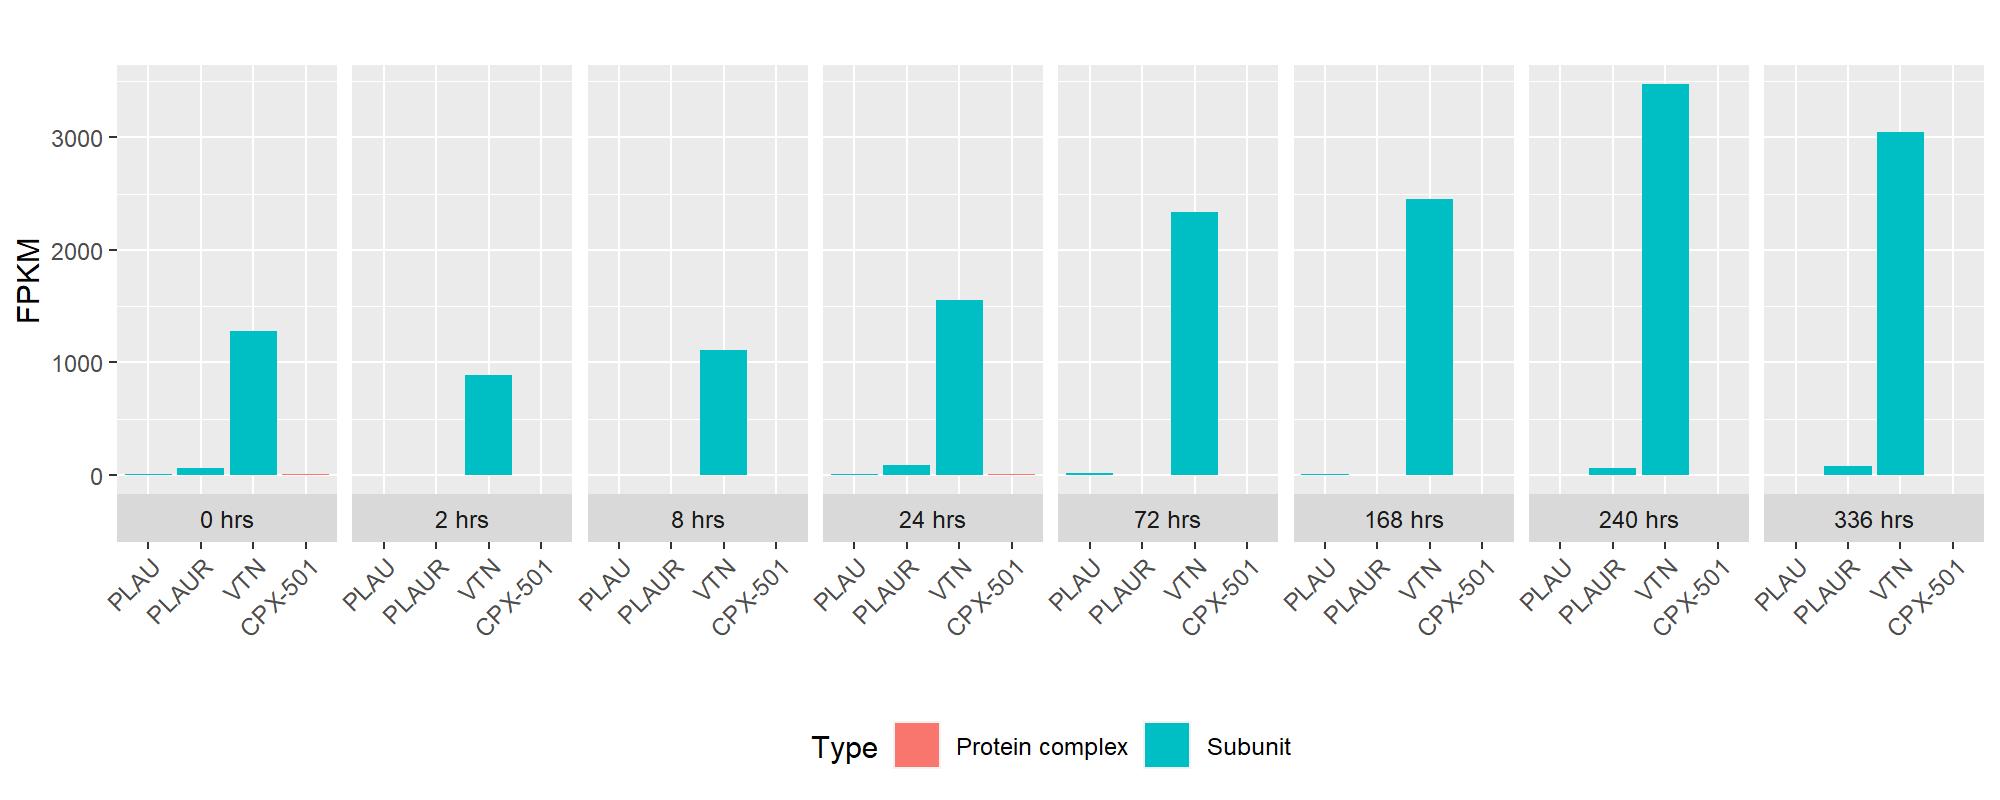 FPKM
3000
2000
1000
0
0 hrs
2 hrs
8 hrs
24 hrs
72 hrs
168 hrs
240 hrs
336 hrs
PLAU
PLAUR
VTN
CPX-501
PLAU
PLAUR
VTN
CPX-501
PLAU
PLAUR
VTN
CPX-501
PLAU
PLAUR
VTN
CPX-501
PLAU
PLAUR
VTN
CPX-501
PLAU
PLAUR
VTN
CPX-501
PLAU
PLAUR
VTN
CPX-501
PLAU
PLAUR
VTN
CPX-501
Type Protein complex Subunit